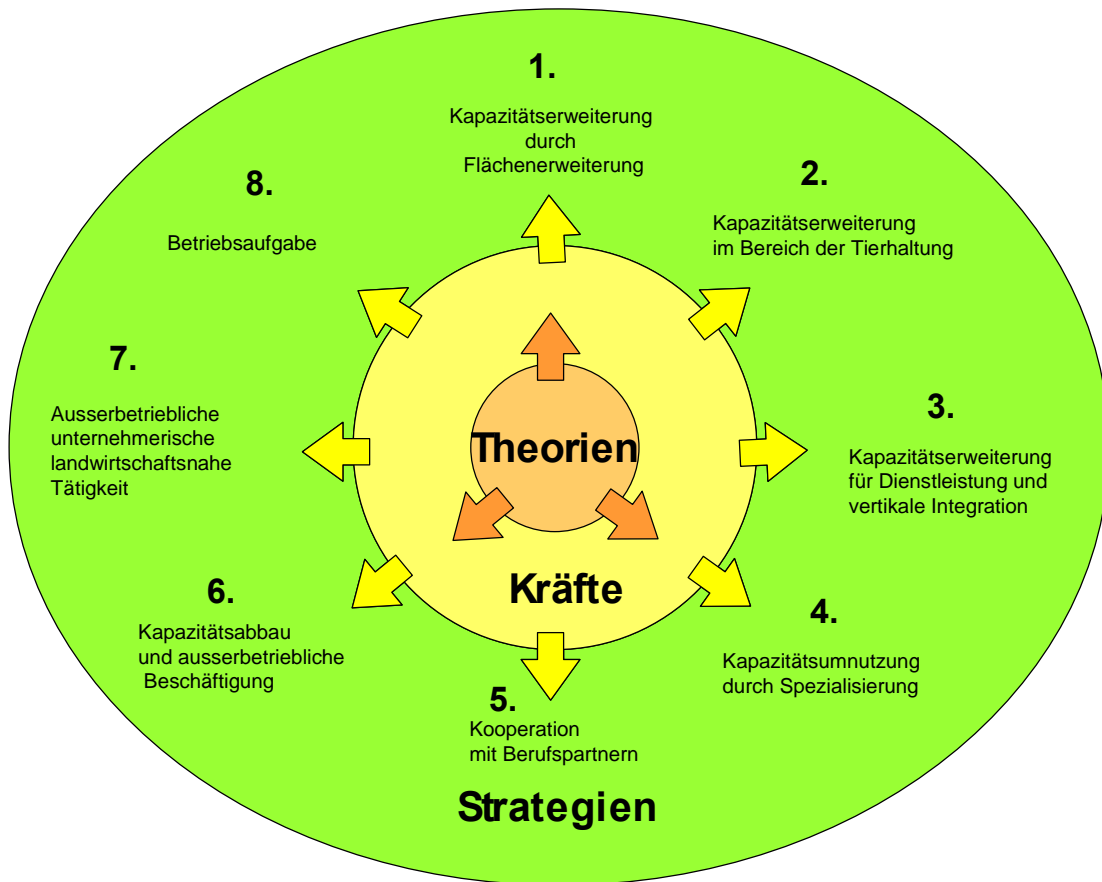 1.
Kapazitätserweiterung
durch
Flächenerweiterung
2.
Kapazitätserweiterung
im Bereich der Tierhaltung
3.
Kapazitätserweiterung
für Dienstleistung und
vertikale Integration
4.
Kapazitätsumnutzung
durch Spezialisierung
5.
Kooperation
mit Berufspartnern
6.
Kapazitätsabbau
und ausserbetriebliche
Beschäftigung
7.
Ausserbetriebliche
unternehmerische
landwirtschaftsnahe
Tätigkeit
8.
Betriebsaufgabe
Theorien
Kräfte
Strategien